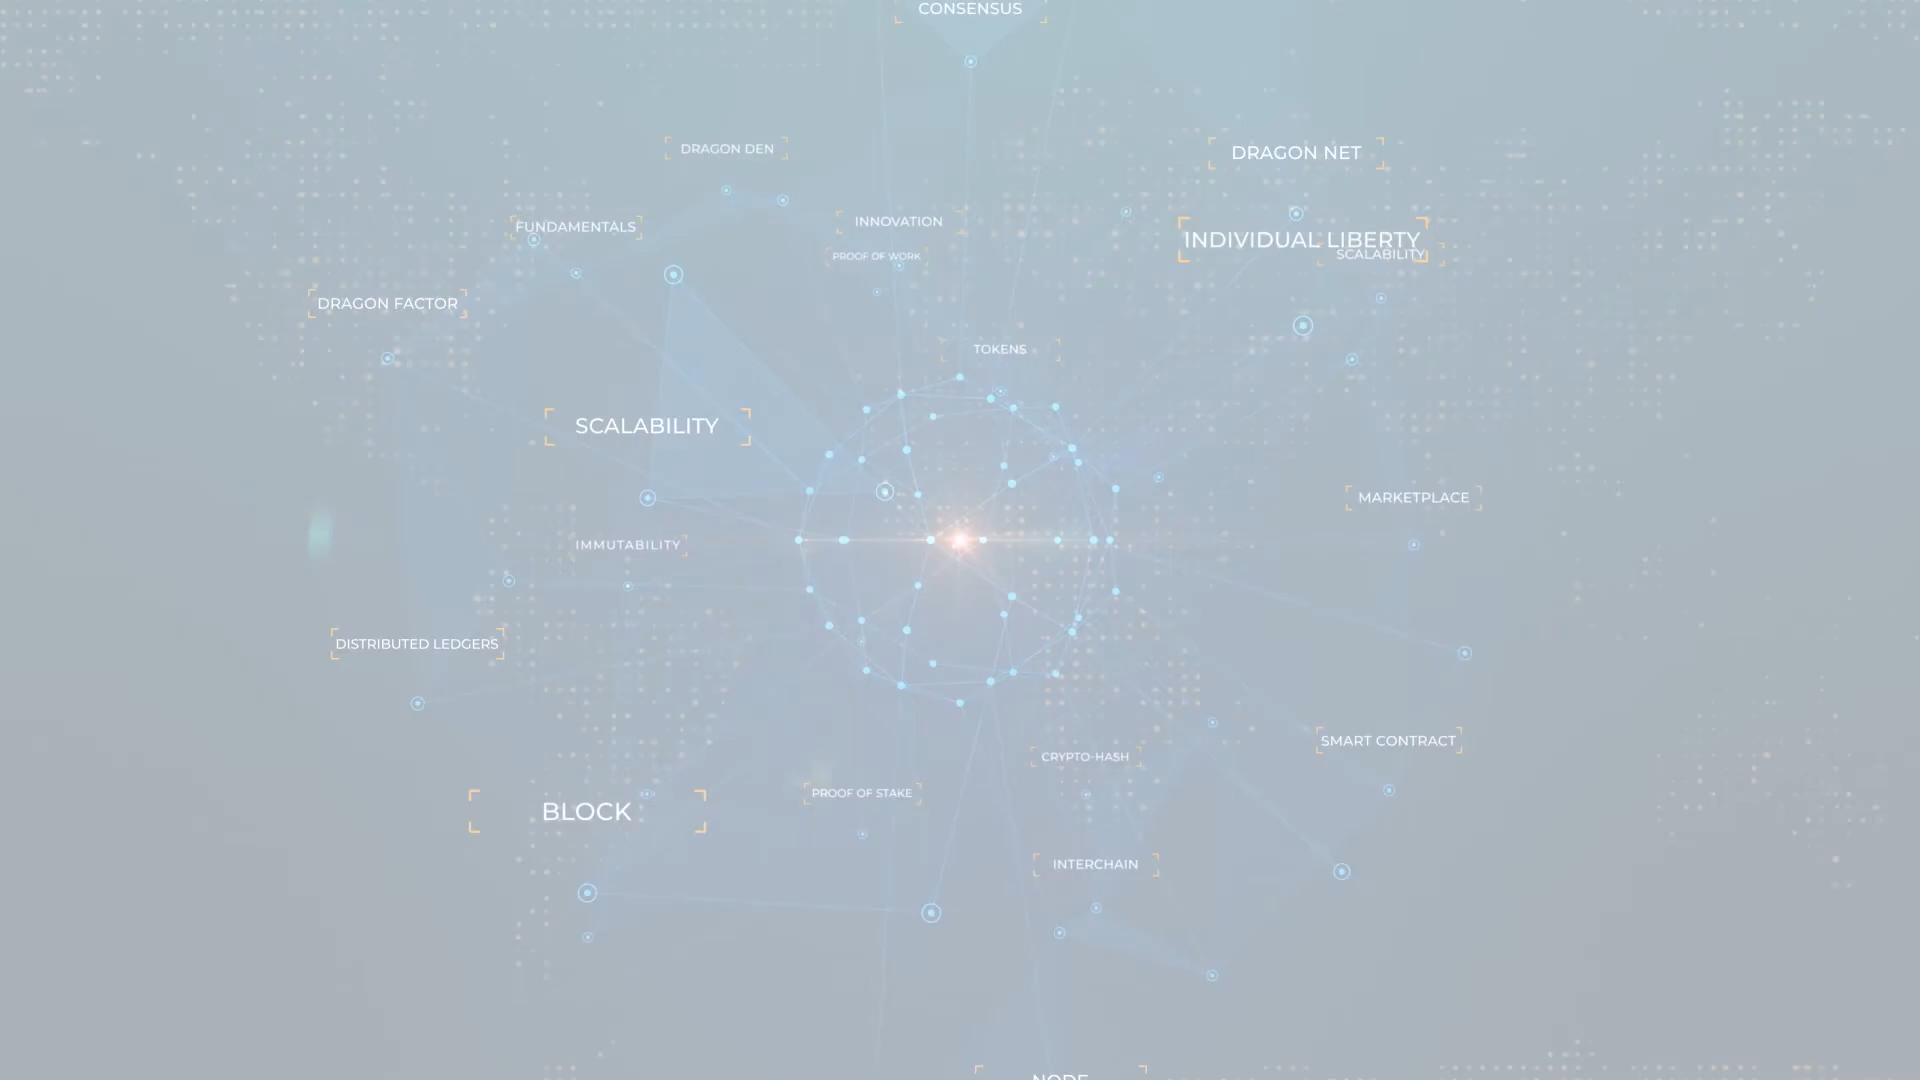 CONSENSUS
DRAGON DEN
DRAGON NET
FUNDAMENTALS
INNOVATION
INDIVIDUAL LIBERTY
SCALABILITY
PROOF OF WORK
DRAGON FACTOR
TOKENS
SCALABILITY
MARKETPLACE
IMMUTABILITY
DISTRIBUTED LEDGERS
SMART CONTRACT
CRYPTO-HASH
PROOF OF STAKE
BLOCK
INTERCHAIN
NODE